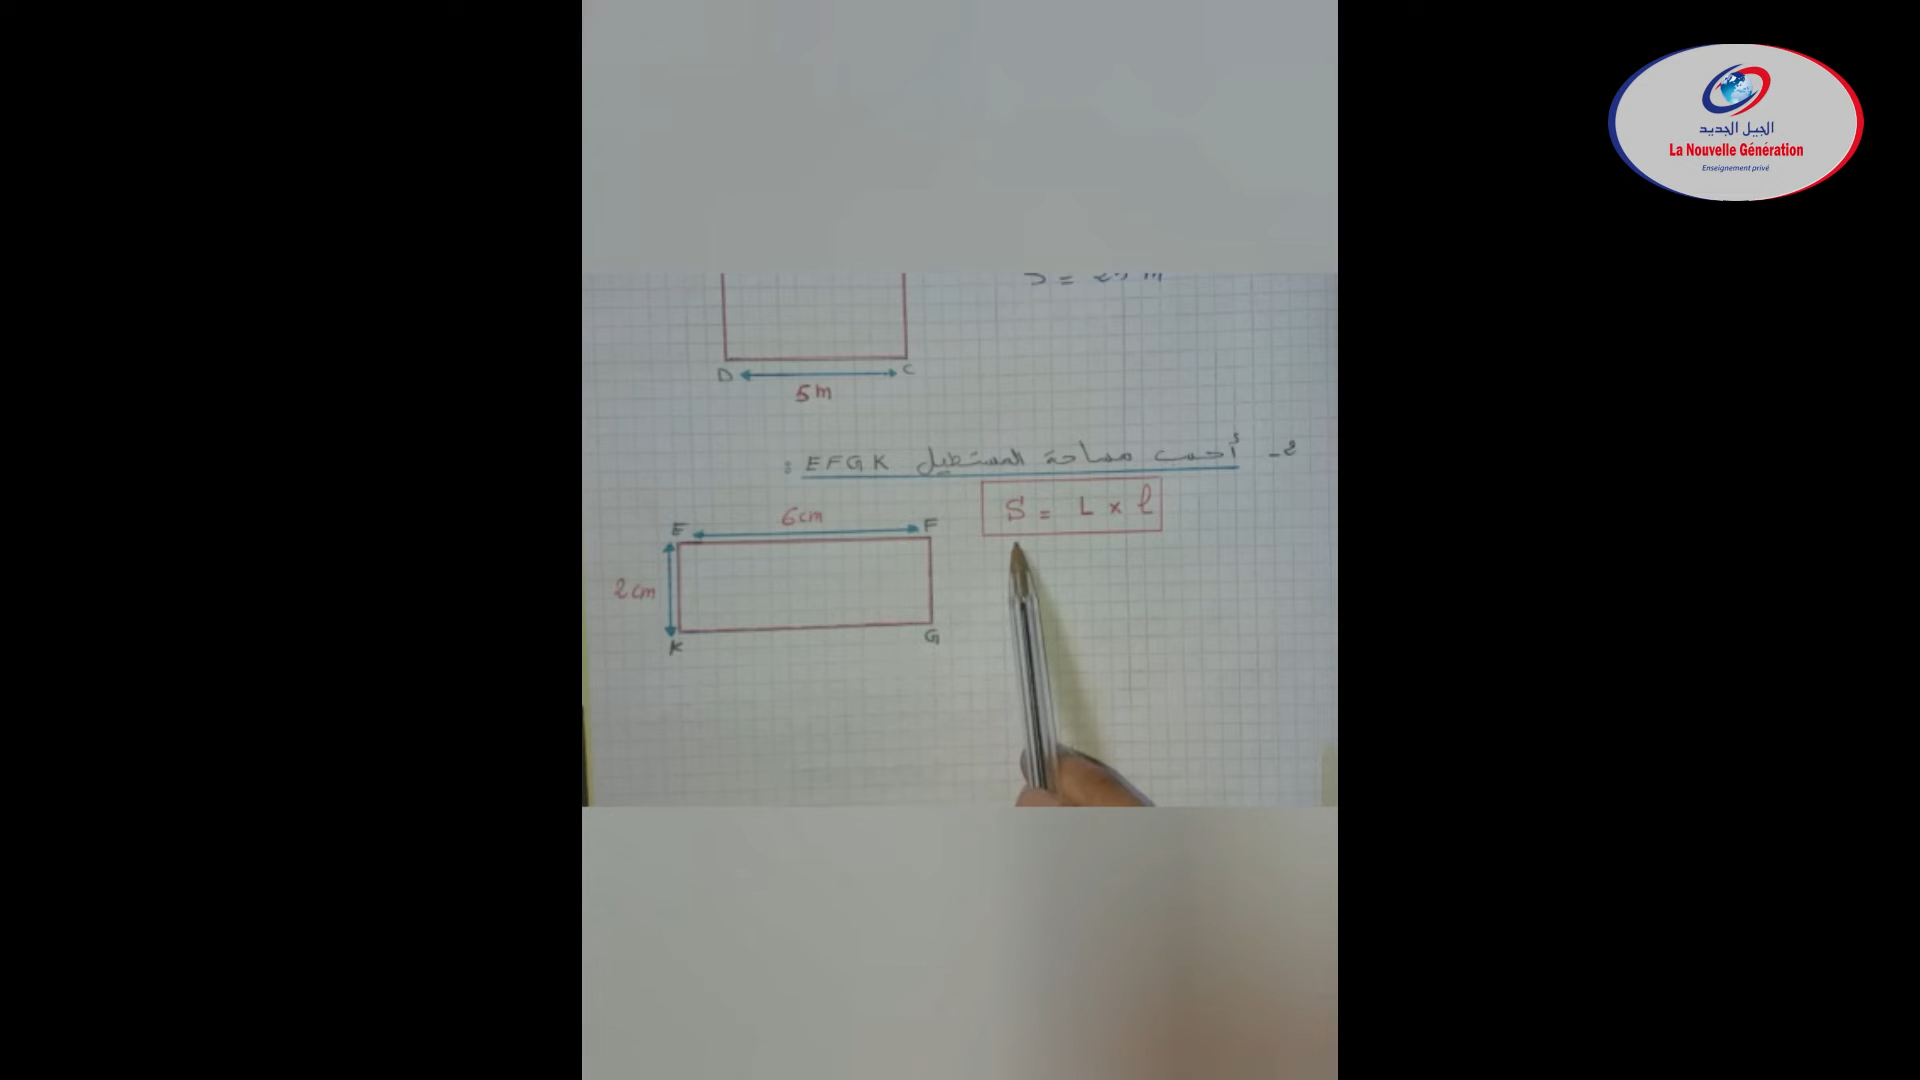 الجيل الجديد
La Nouvelle Génération
Enseignement privé
D C
5m
2- أحسب مساحة المستطيل EFGK :
S = L x l
6cm
E F
2cm
K G